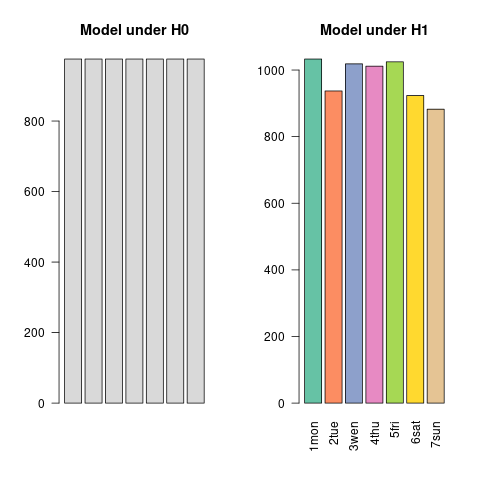 Model under H0
800
600
400
200
0
Model under H1
1000
800
600
400
200
0
1mon
2tue
3wen
4thu
5fri
6sat
7sun